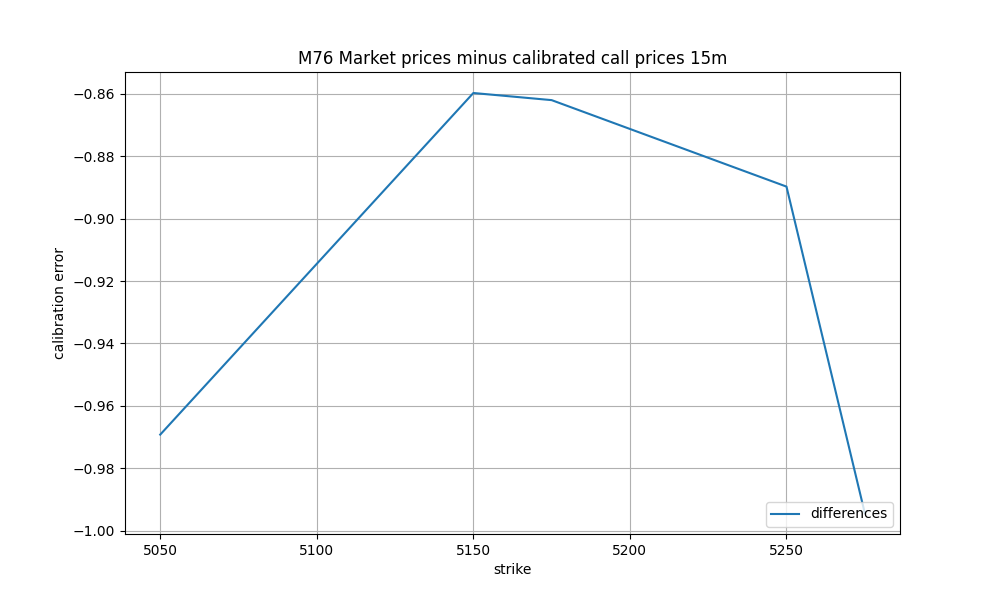 M76 Market prices minus calibrated call prices 15m
−0.86
−0.88
−0.90
−0.92
−0.94
−0.96
−0.98
−1.00
calibration error
differences
5050 5100 5150 5200 5250
strike